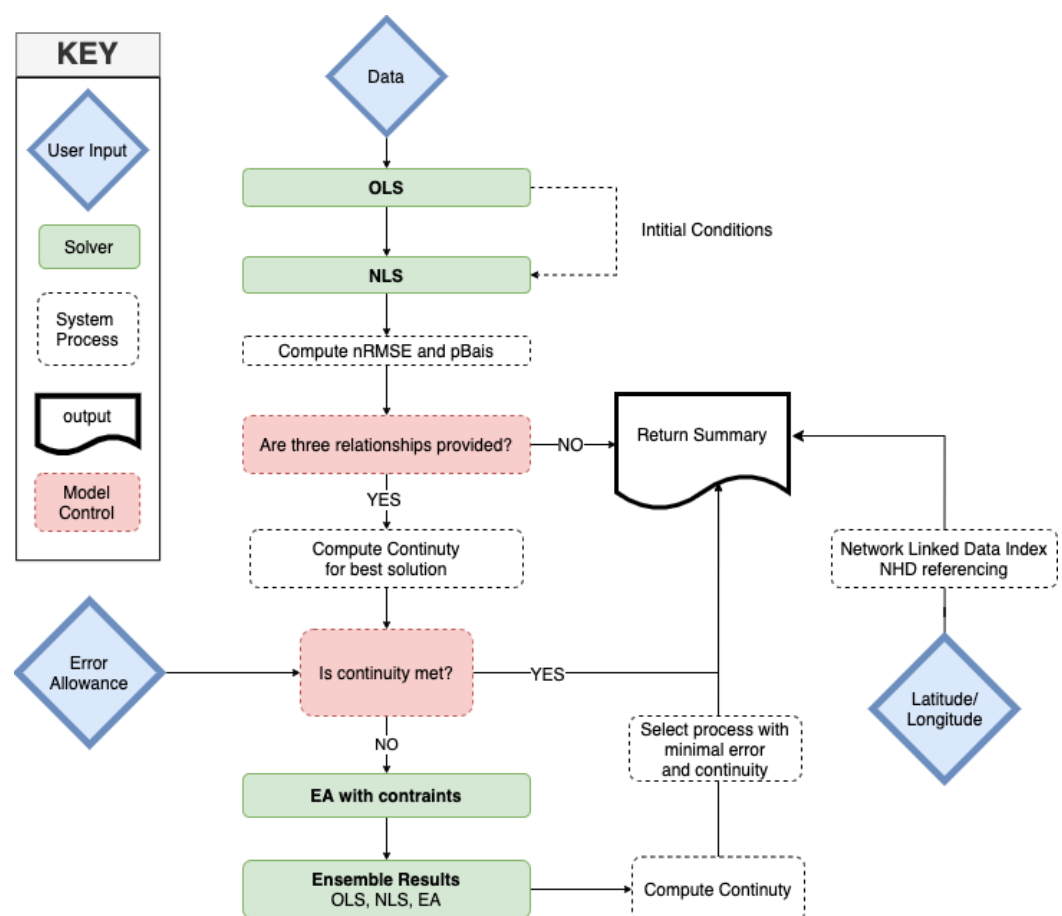 KEY
User Input
Solver
System
Process
output
Model
Control
Data
OLS
Intitial Conditions
NLS
Compute nRMSE and pBais
Are three relationships provided?
NO
Return Summary
YES
Compute Continuty
for best solution
Network Linked Data Index
NHD referencing
Error
Allowance
Is continuity met?
YES
Latitude/
Longitude
NO
Select process with
minimal error
and continuity
EA with contraints
Ensemble Results
OLS, NLS, EA
Compute Continuty